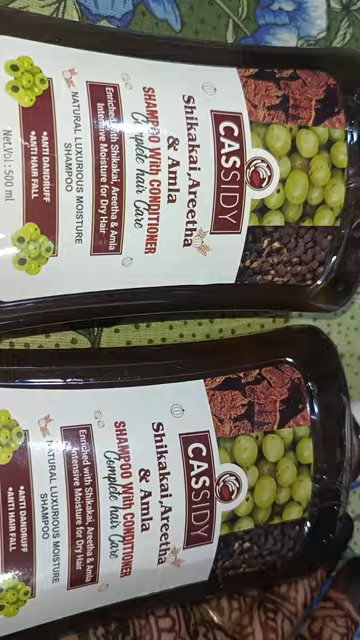 CASSIDY
Shikakai,Areetha
& Amla
SHAMPOO With CONDITIONER
Complete hair Care
Enriched with Shikakai, Areetha & Amla
Intensive Moisture for Dry Hair
NATURAL LUXURIOUS MOISTURE
SHAMPOO
•ANTI DANDRUFF
•ANTI HAIR FALL
Net.Vol.: 500 ml
CASSIDY
Shikakai,Areetha
& Amla
SHAMPOO With CONDITIONER
Complete hair Care
Enriched with Shikakai, Areetha & Amla
Intensive Moisture for Dry Hair
NATURAL LUXURIOUS MOISTURE
SHAMPOO
•ANTI DANDRUFF
•ANTI HAIR FALL